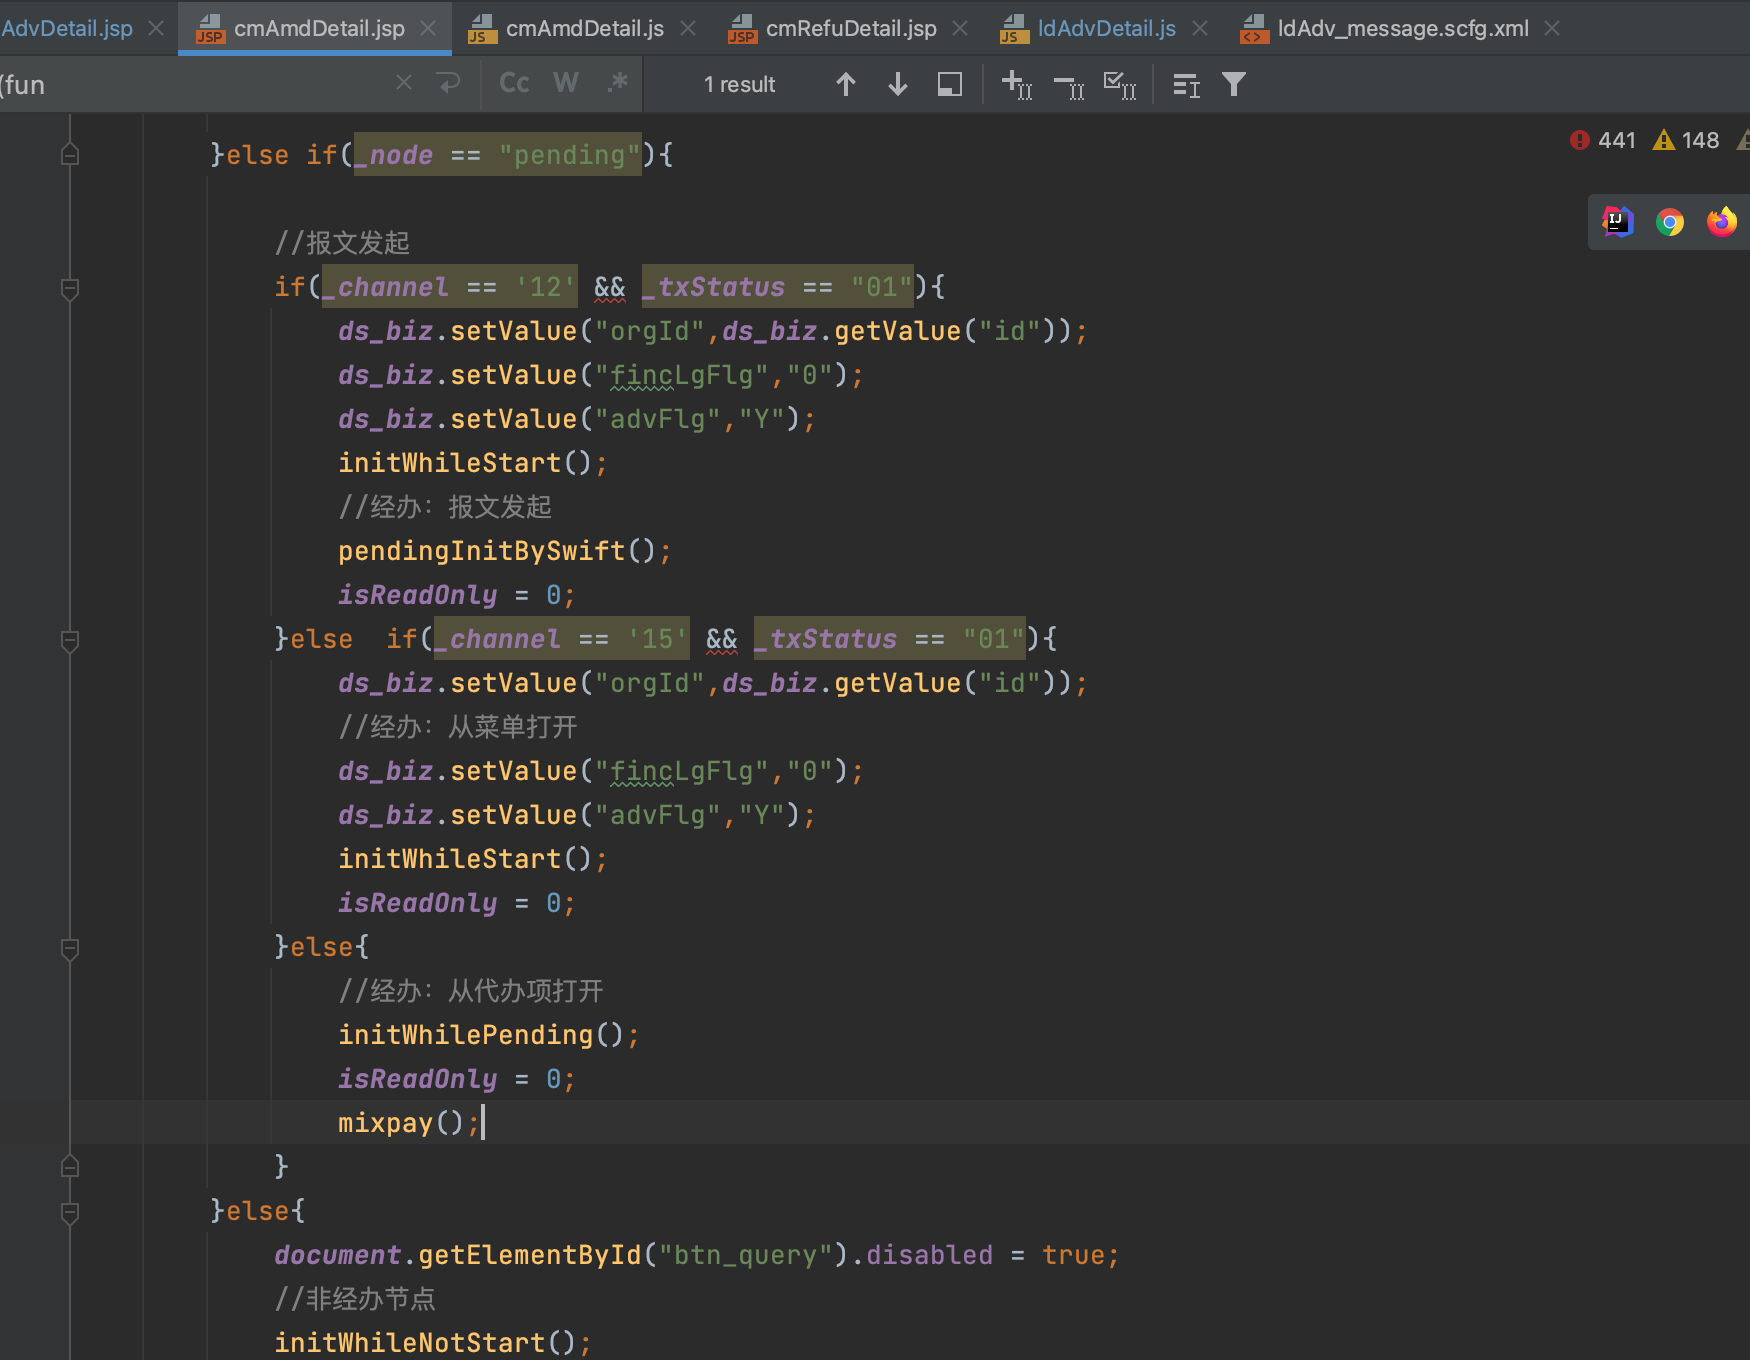 AdvDetail.jsp
cmAmdDetail.jsp
cmAmdDetail.js
cmRefuDetail.jsp
ldAdvDetail.js
ldAdv_message.scfg.xml
(fun
Cc W .*
1 result
441 148
}else if(_node == "pending"){
//报文发起
if(_channel == '12' && _txStatus == "01"){
ds_biz.setValue("orgId",ds_biz.getValue("id"));
ds_biz.setValue("fincLgFlg","0");
ds_biz.setValue("advFlg","Y");
initWhileStart();
//经办：报文发起
pendingInitBySwift();
isReadOnly = 0;
}else  if(_channel == '15' && _txStatus == "01"){
ds_biz.setValue("orgId",ds_biz.getValue("id"));
//经办：从菜单打开
ds_biz.setValue("fincLgFlg","0");
ds_biz.setValue("advFlg","Y");
initWhileStart();
isReadOnly = 0;
}else{
//经办：从代办项打开
initWhilePending();
isReadOnly = 0;
mixpay();
}
}else{
document.getElementById("btn_query").disabled = true;
//非经办节点
initWhileNotStart();